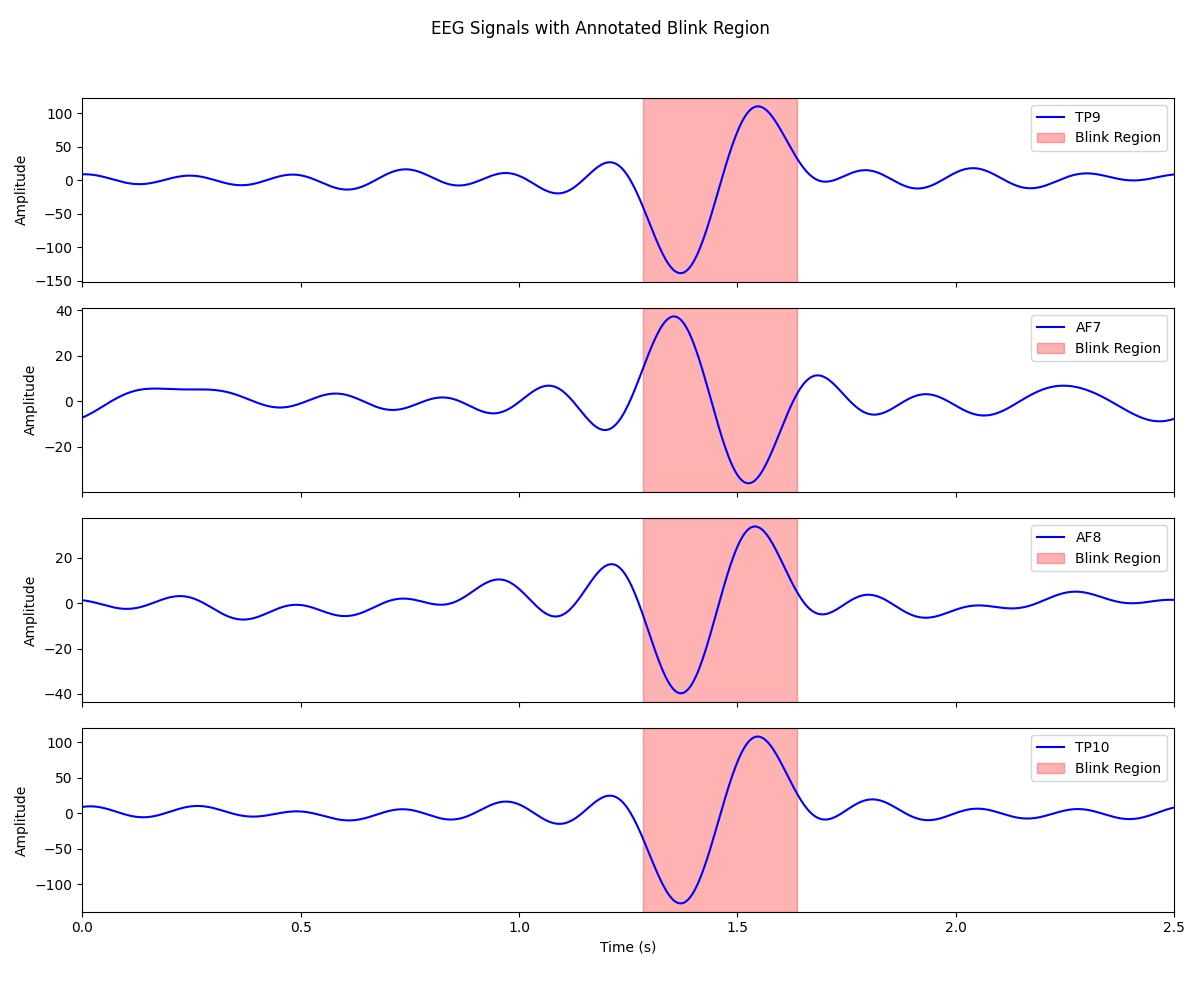 EEG Signals with Annotated Blink Region
100
50
0
−50
−100
−150
Amplitude
TP9
Blink Region
40
20
0
−20
Amplitude
AF7
Blink Region
20
0
−20
−40
Amplitude
AF8
Blink Region
100
50
0
−50
−100
Amplitude
TP10
Blink Region
0.0 0.5 1.0 1.5 2.0 2.5
Time (s)